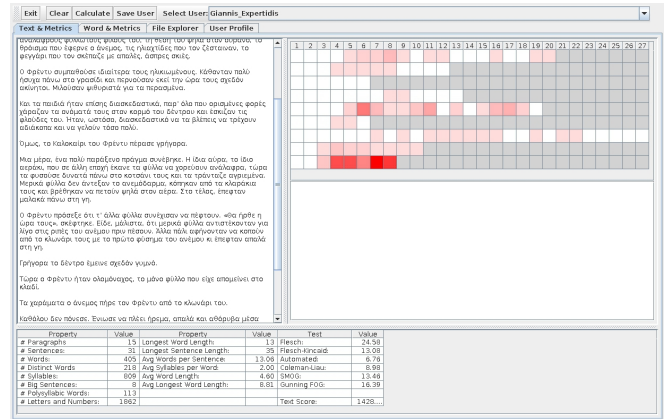 Exit Clear Calculate Save User Select User: Giannis_Expertidis
Text & Metrics Word & Metrics File Explorer User Profile
θρόισμα που έφερνε ο άνεμος, τις ηλιαχτίδες που τον ζέσταιναν, το
φεγγάρι που τον σκέπαζε με απαλές, άσπρες σκιές.
Ο Φρέντυ συμπαθούσε ιδιαίτερα τους ηλικιωμένους. Κάθονταν πολύ
ήσυχα πάνω στο γρασίδι και περνούσαν εκεί την ώρα τους σχεδόν
ακίνητοι. Μιλούσαν ψιθυριστά για τα περασμένα.
Και τα παιδιά ήταν επίσης διασκεδαστικά, παρ' όλο που ορισμένες φορές
χάραζαν τα ονόματά τους στον κορμό του δέντρου και έσκιζαν τις
φλούδες του. Ήταν, ωστόσο, διασκεδαστικό να τα βλέπεις να τρέχουν
αδιάκοπα και να γελούν τόσο πολύ.
Όμως, το Καλοκαίρι του Φρέντυ πέρασε γρήγορα.
Μια μέρα, ένα πολύ παράξενο πράγμα συνέβηκε. Η ίδια αύρα, το ίδιο
αεράκι, που σε άλλη εποχή έκανε τα φύλλα να χορεύουν ανάλαφρα, τώρα
τα φυσούσε δυνατά πάνω στο κοτσάνι τους και τα τράνταζε αγριεμένα.
Μερικά φύλλα δεν άντεξαν το ανεμόδαρμα, κόπηκαν από τα κλαράκια
τους και βρέθηκαν να πετούν ψηλά στον αέρα. Στο τέλος, έπεφταν
μαλακά πάνω στη γη.
Ο Φρέντυ πρόσεξε ότι τ' άλλα φύλλα συνέχισαν να πέφτουν. «Θα ήρθε η
ώρα τους», σκέφτηκε. Είδε, μάλιστα, ότι μερικά φύλλα αντιστέκονταν για
λίγο στις ριπές του ανέμου πριν πέσουν. Άλλα πάλι αφήνονταν να κοπούν
από το κλωνάρι τους με το πρώτο φύσημα του ανέμου κι έπεφταν απαλά
στη γη.
Γρήγορα το δέντρο έμεινε σχεδόν γυμνό.
Τώρα ο Φρέντυ ήταν ολομόναχος, το μόνο φύλλο που είχε απομείνει στο
κλαδί.
Τα χαράματα ο άνεμος πήρε τον Φρέντυ από το κλωνάρι του.
Καθόλου δεν πόνεσε. Ένιωσε να πλέει ήρεμα, απαλά και αθόρυβα μέσα
1 2 3 4 5 6 7 8 9 10 11 12 13 14 15 16 17 18 19 20 21 22 23 24 25 26 27
Property Value Property Value Test Value
# Paragraphs 15 Longest Word Length: 13 Flesch: 24.58
# Sentences: 31 Longest Sentence Length: 35 Flesch-Kincaid: 13.08
# Words: 405 Avg Words per Sentence: 13.06 Automated: 6.76
# Distinct Words 218 Avg Syllables per Word: 2.00 Coleman-Liau: 8.98
# Syllables: 809 Avg Word Length: 4.60 SMOG: 13.46
# Big Sentences: 8 Avg Longest Word Length: 8.81 Gunning FOG: 16.39
# Polysyllabic Words: 113
# Letters and Numbers: 1862 Text Score: 1428....